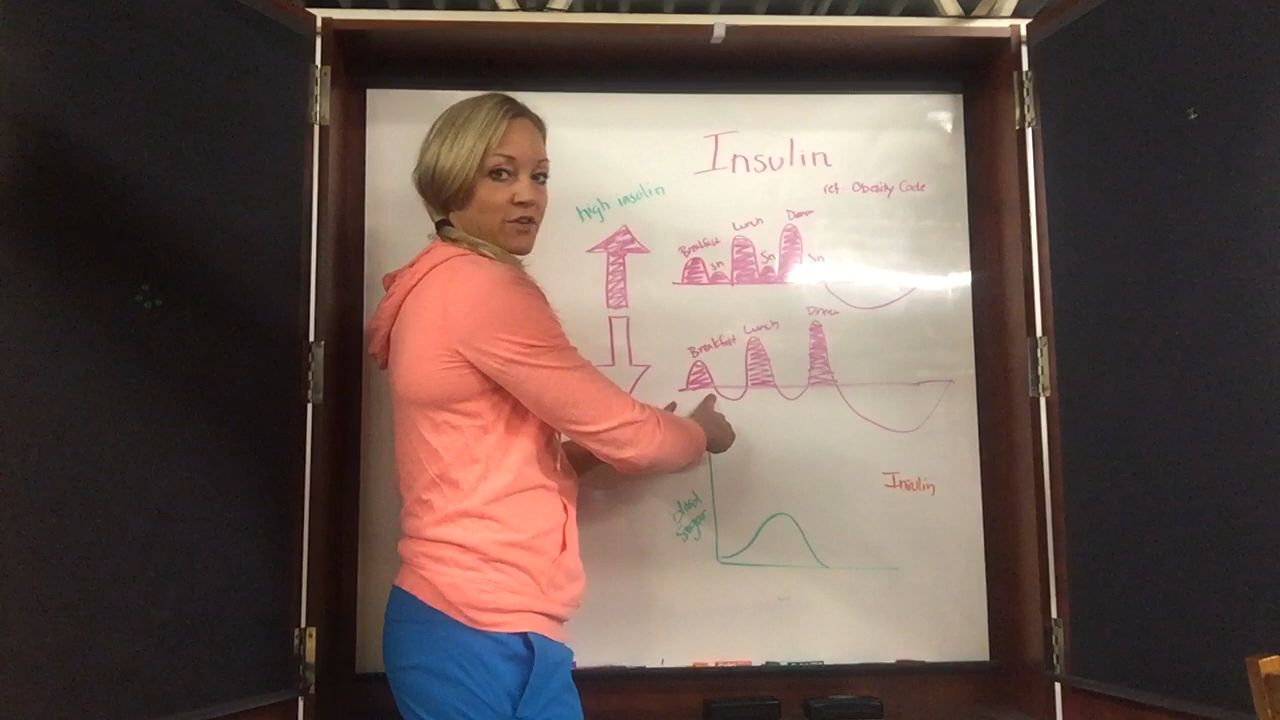 Insulin
ref Obesity Code
high insulin
Breakfast Sn Lunch Sn Dinner Sn
Breakfast Lunch Dinner
Insulin
blood
sugar